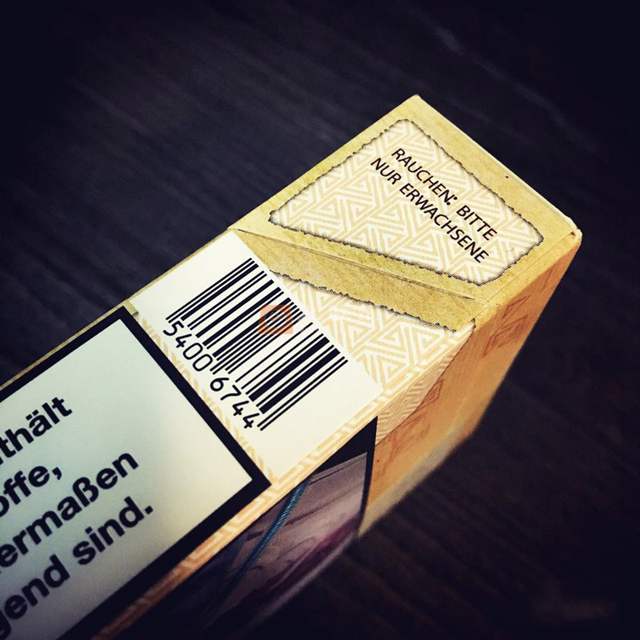 RAUCHEN: BITTE
NUR ERWACHSENE
5400 6744
thält
offe,
ermaßen
gend sind.